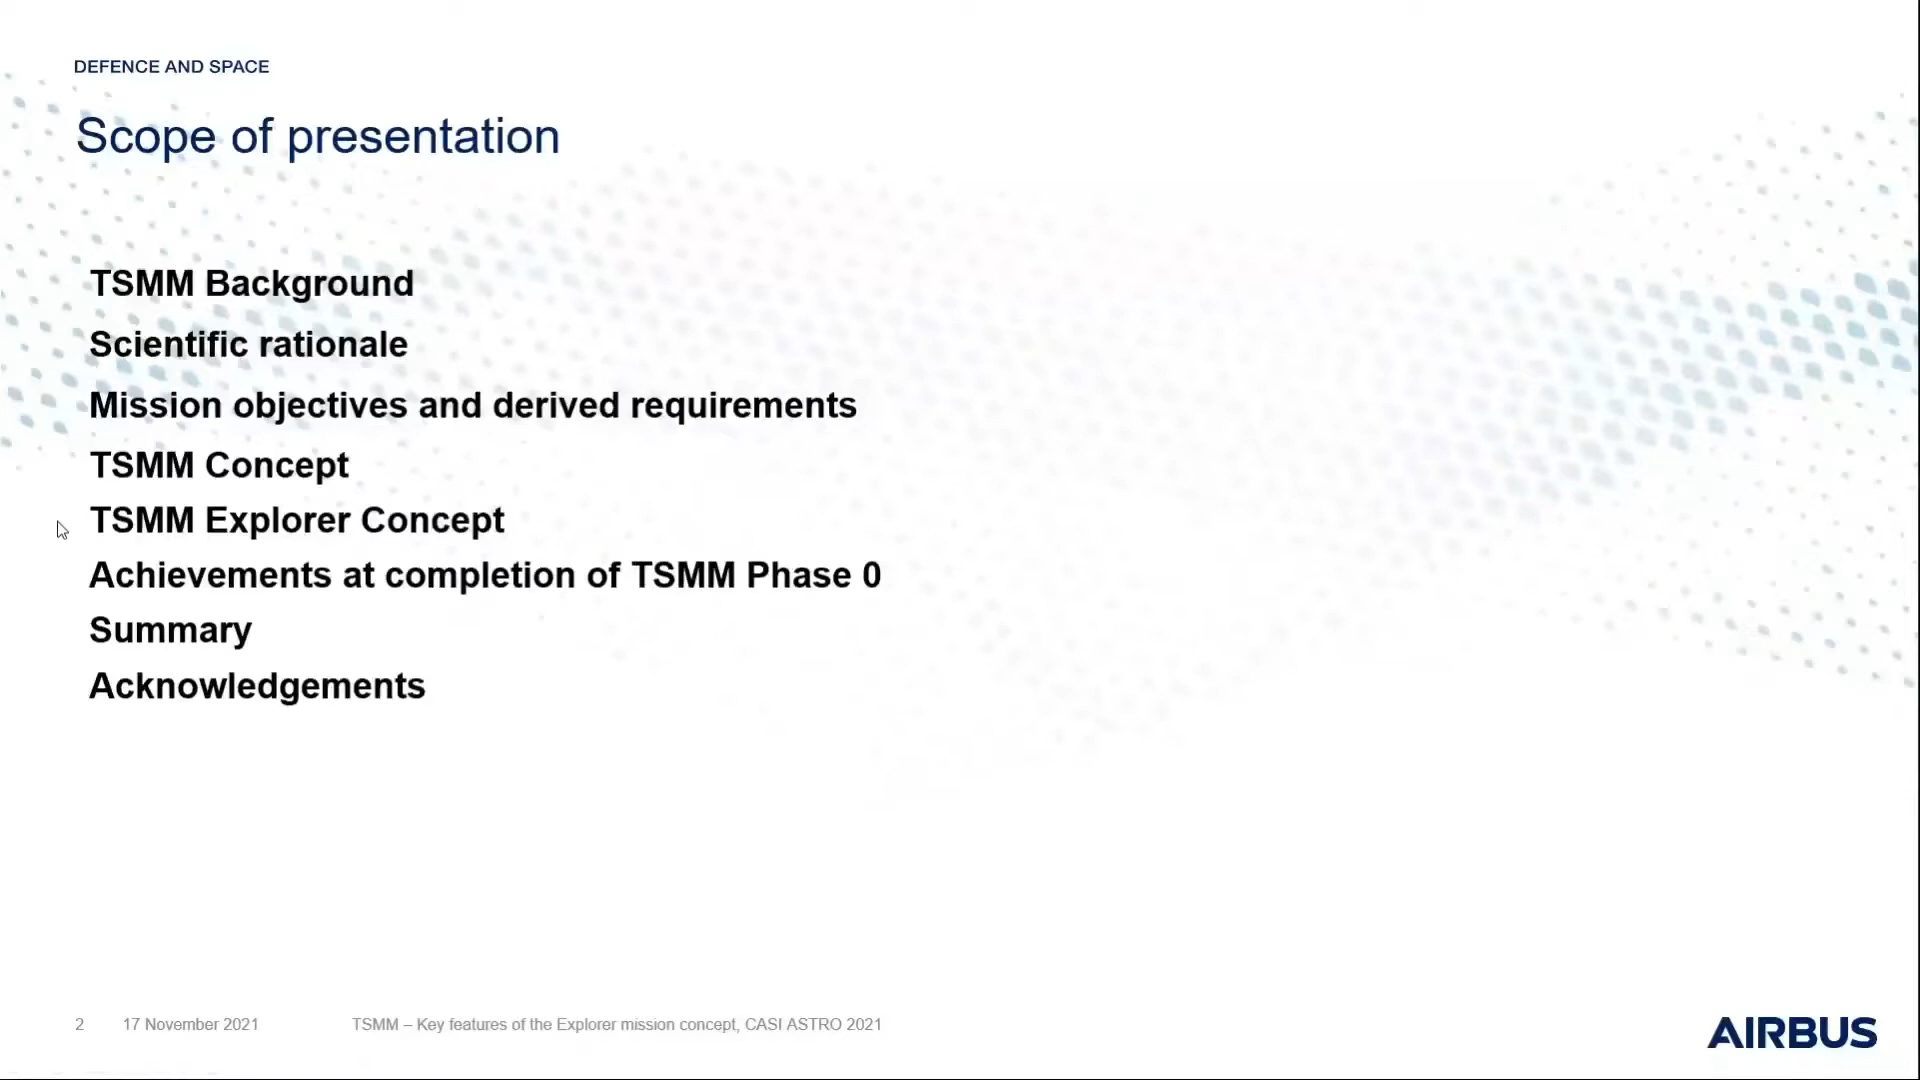 DEFENCE AND SPACE
Scope of presentation
TSMM Background
Scientific rationale
Mission objectives and derived requirements
TSMM Concept
TSMM Explorer Concept
Achievements at completion of TSMM Phase 0
Summary
Acknowledgements
2 17 November 2021 TSMM – Key features of the Explorer mission concept, CASI ASTRO 2021
AIRBUS